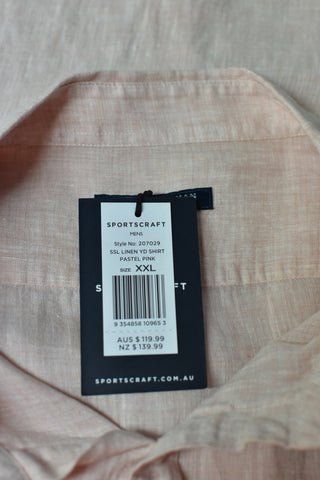 SPORTSCRAFT
MENS
Style No: 207029
SSL LINEN YD SHIRT
PASTEL PINK
SIZE XXL
9 354858 10965 3
AUS $ 119.99
NZ $ 139.99
SPORTSCRAFT.COM.AU